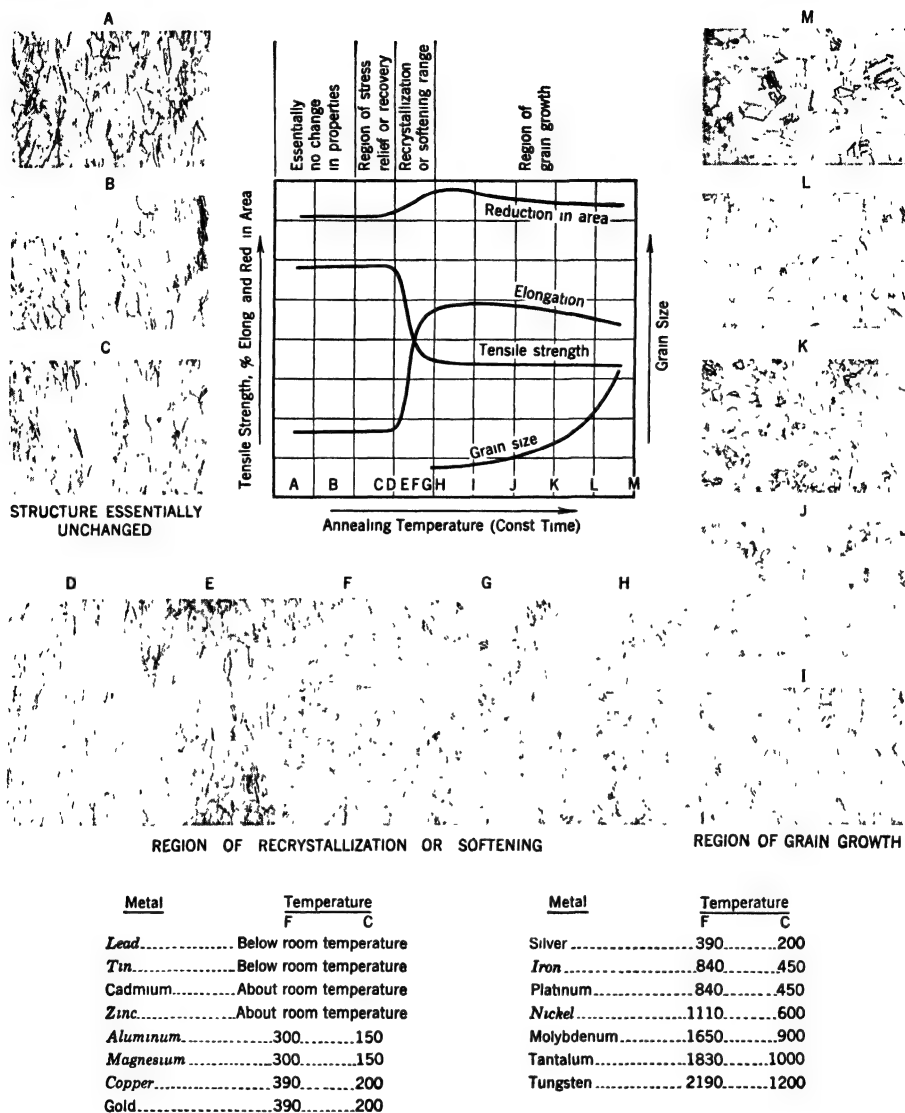 A
B
C
STRUCTURE ESSENTIALLY
UNCHANGED
Essentially
no change
in properties
Region of stress
relief or recovery
Recrystallization
or softening range
Region of
grain growth
Tensile Strength, % Elong and Red in Area
Reduction in area
Elongation
Tensile strength
Grain size
Grain Size
A B C D E F G H I J K L M
Annealing Temperature (Const Time)
M
L
K
J
I
D E F G H
REGION OF RECRYSTALLIZATION OR SOFTENING
REGION OF GRAIN GROWTH
Metal Temperature
F C
Lead Below room temperature
Tin Below room temperature
Cadmium About room temperature
Zinc About room temperature
Aluminum 300 150
Magnesium 300 150
Copper 390 200
Gold 390 200
Metal Temperature
F C
Silver 390 200
Iron 840 450
Platinum 840 450
Nickel 1110 600
Molybdenum 1650 900
Tantalum 1830 1000
Tungsten 2190 1200